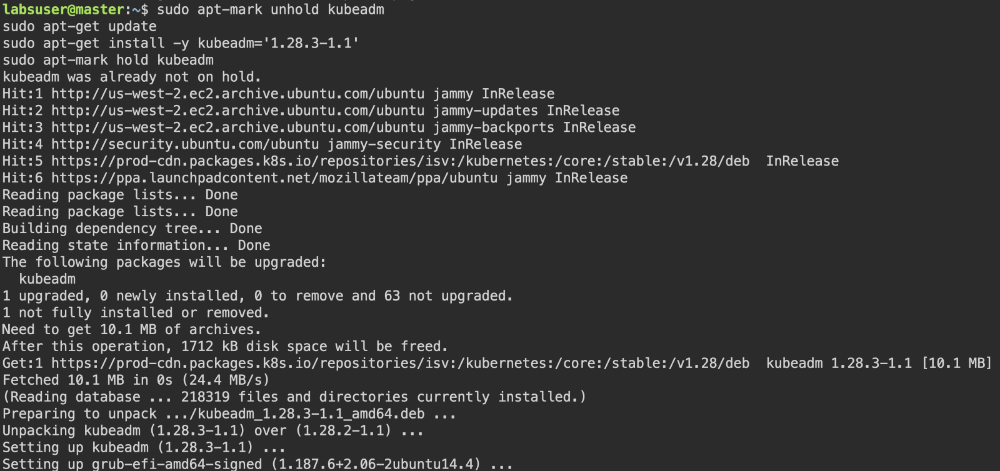 labsuser@master:~$ sudo apt-mark unhold kubeadm
sudo apt-get update
sudo apt-get install -y kubeadm='1.28.3-1.1'
sudo apt-mark hold kubeadm
kubeadm was already not on hold.
Hit:1 http://us-west-2.ec2.archive.ubuntu.com/ubuntu jammy InRelease
Hit:2 http://us-west-2.ec2.archive.ubuntu.com/ubuntu jammy-updates InRelease
Hit:3 http://us-west-2.ec2.archive.ubuntu.com/ubuntu jammy-backports InRelease
Hit:4 http://security.ubuntu.com/ubuntu jammy-security InRelease
Hit:5 https://prod-cdn.packages.k8s.io/repositories/isv:/kubernetes:/core:/stable:/v1.28/deb  InRelease
Hit:6 https://ppa.launchpadcontent.net/mozillateam/ppa/ubuntu jammy InRelease
Reading package lists... Done
Reading package lists... Done
Building dependency tree... Done
Reading state information... Done
The following packages will be upgraded:
  kubeadm
1 upgraded, 0 newly installed, 0 to remove and 63 not upgraded.
1 not fully installed or removed.
Need to get 10.1 MB of archives.
After this operation, 1712 kB disk space will be freed.
Get:1 https://prod-cdn.packages.k8s.io/repositories/isv:/kubernetes:/core:/stable:/v1.28/deb  kubeadm 1.28.3-1.1 [10.1 MB]
Fetched 10.1 MB in 0s (24.4 MB/s)
(Reading database ... 218319 files and directories currently installed.)
Preparing to unpack .../kubeadm_1.28.3-1.1_amd64.deb ...
Unpacking kubeadm (1.28.3-1.1) over (1.28.2-1.1) ...
Setting up kubeadm (1.28.3-1.1) ...
Setting up grub-efi-amd64-signed (1.187.6+2.06-2ubuntu14.4) ...